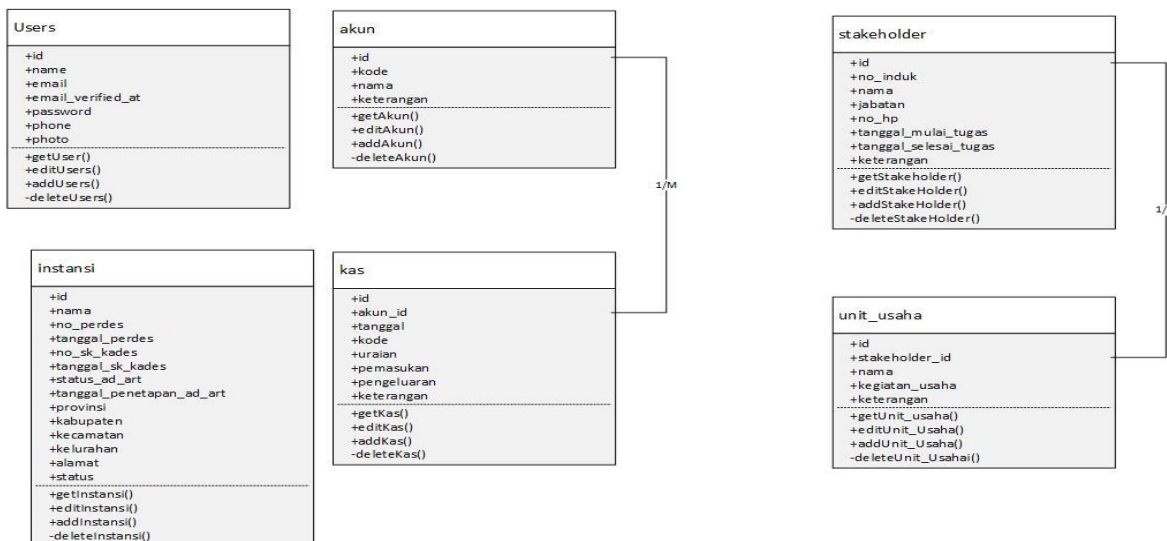 Users
+id
+name
+email
+email_verified_at
+password
+phone
+photo
+getUser()
+editUsers()
+addUsers()
-deleteUsers()
akun
+id
+kode
+nama
+keterangan
+getAkun()
+editAkun()
+addAkun()
-deleteAkun()
1/M
stakeholder
+id
+no_induk
+nama
+jabatan
+no_hp
+tanggal_mulai_tugas
+tanggal_selesai_tugas
+keterangan
+getStakeholder()
+editStakeHolder()
+addStakeHolder()
-deleteStakeHolder()
1/
instansi
+id
+nama
+no_perdes
+tanggal_perdes
+no_sk_kades
+tanggal_sk_kades
+status_ad_art
+tanggal_penetapan_ad_art
+provinsi
+kabupaten
+kecamatan
+kelurahan
+alamat
+status
+getInstansi()
+editInstansi()
+addInstansi()
-deleteInstansi()
kas
+id
+akun_id
+tanggal
+kode
+uraian
+pemasukan
+pengeluaran
+keterangan
+getKas()
+editKas()
+addKas()
-deleteKas()
unit_usaha
+id
+stakeholder_id
+nama
+kegiatan_usaha
+keterangan
+getUnit_usaha()
+editUnit_Usaha()
+addUnit_Usaha()
-deleteUnit_Usahai()